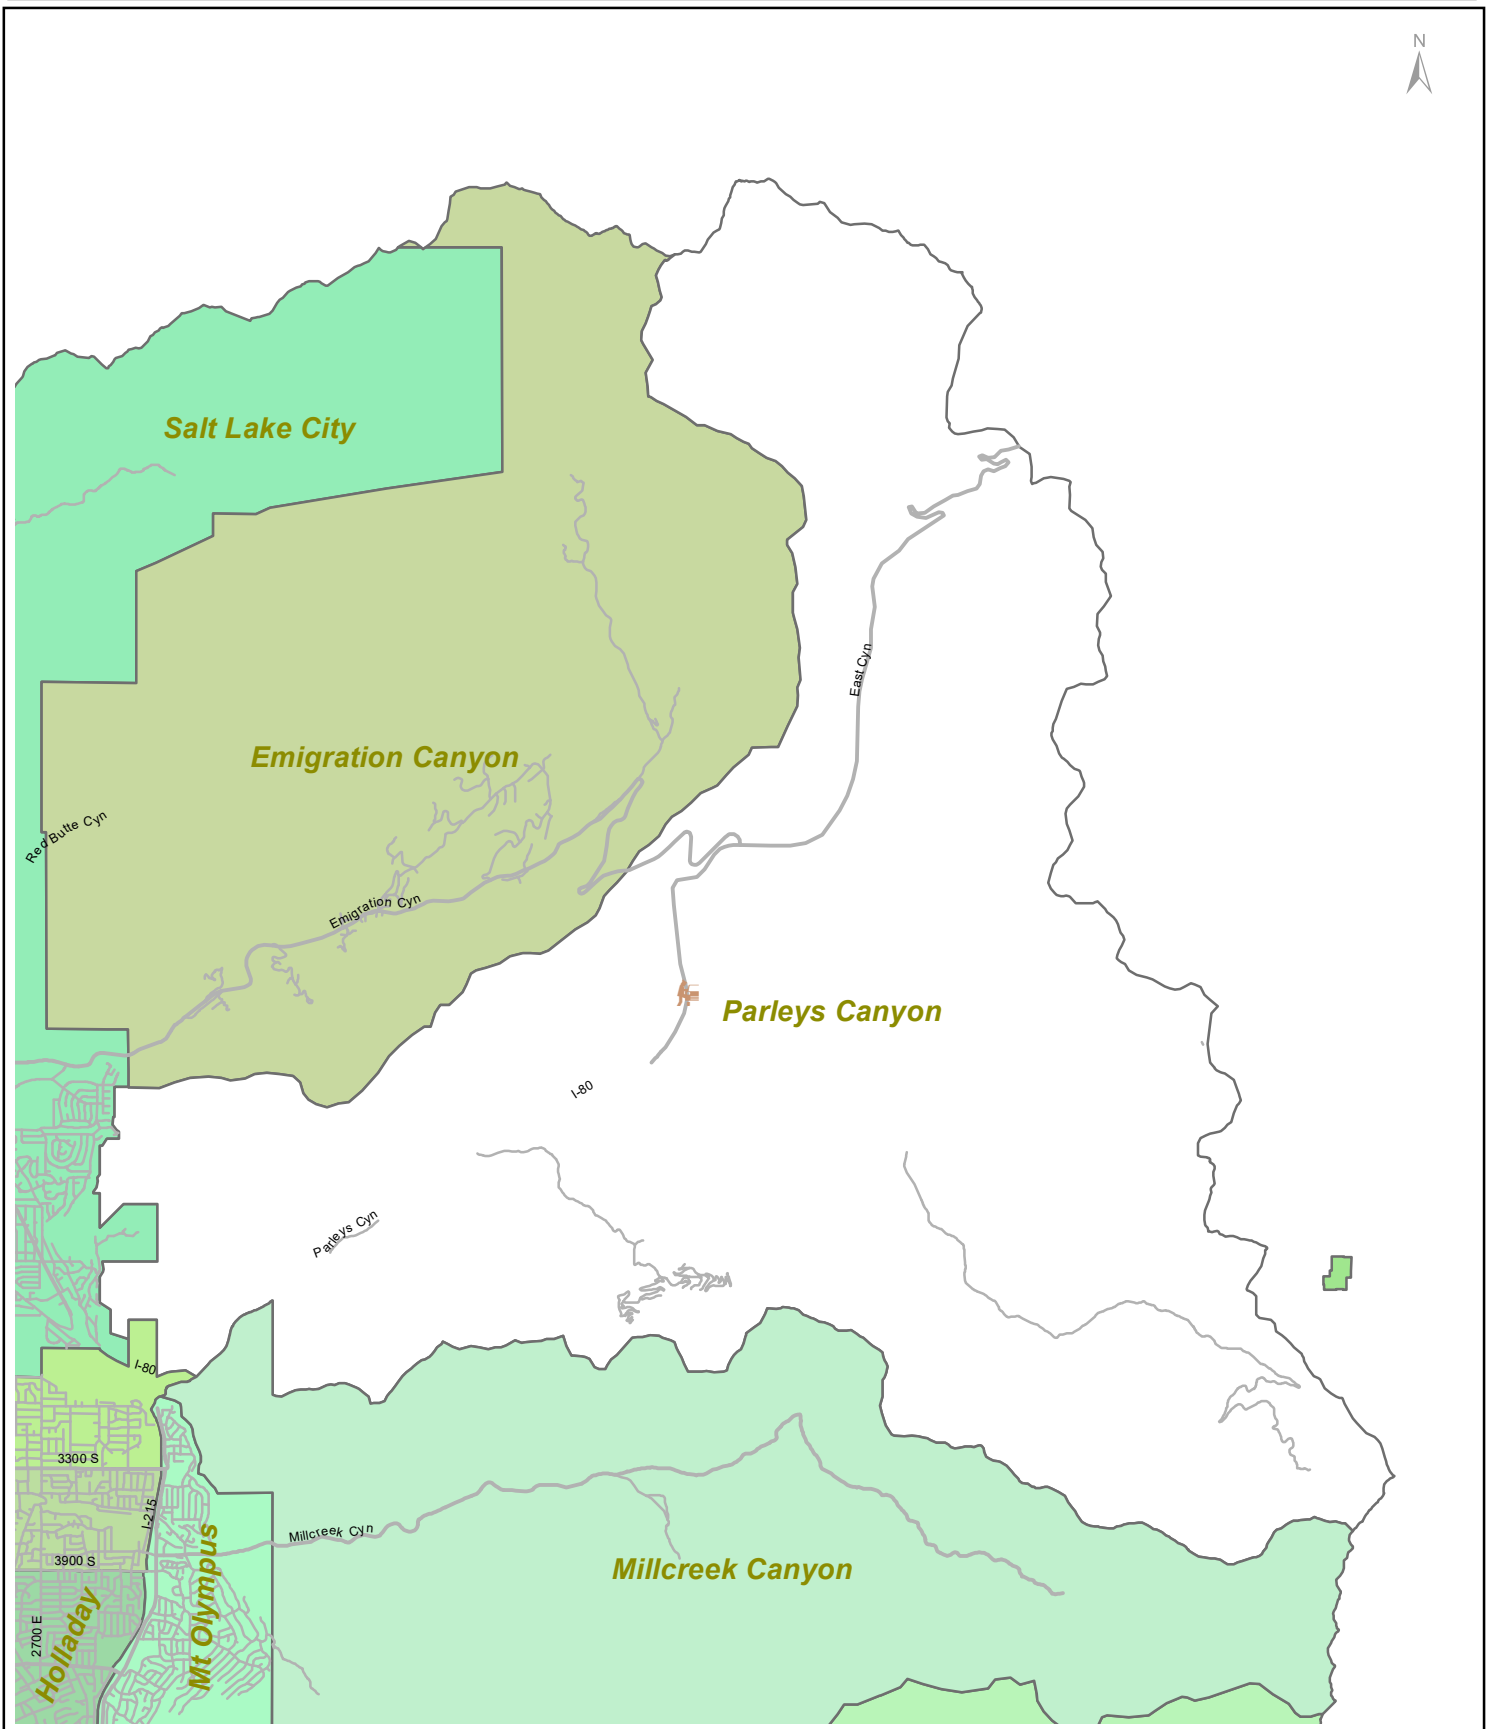 N
Salt Lake City
East Cyn
Emigration Canyon
Red Butte Cyn
Emigration Cyn
Parleys Canyon
I-80
Parleys Cyn
I-80
3300 S
I-215
Millcreek Cyn
3900 S
Millcreek Canyon
Mt Olympus
Holladay
2700 E